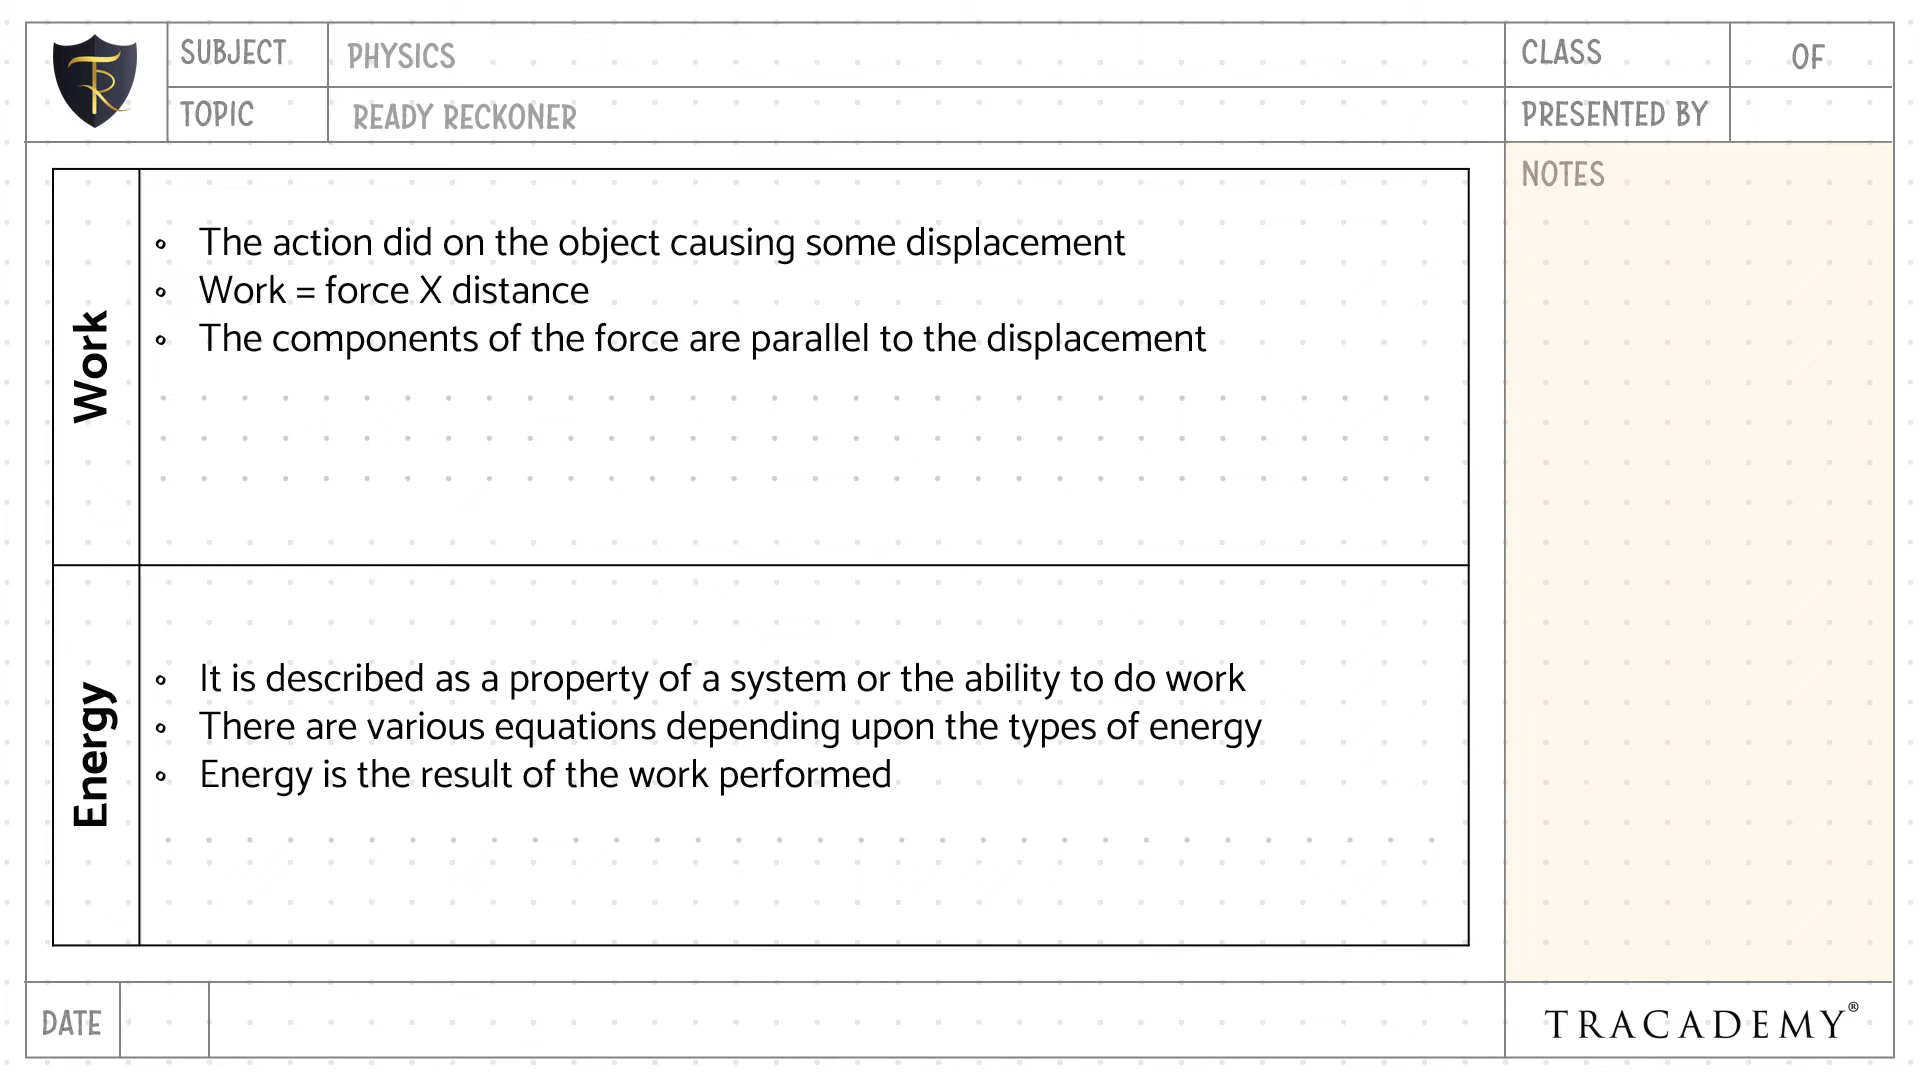 SUBJECT
PHYSICS
CLASS
OF
TOPIC
READY RECKONER
PRESENTED BY
NOTES
Work
The action did on the object causing some displacement
Work = force X distance
The components of the force are parallel to the displacement
Energy
It is described as a property of a system or the ability to do work
There are various equations depending upon the types of energy
Energy is the result of the work performed
DATE
TRACADEMY®